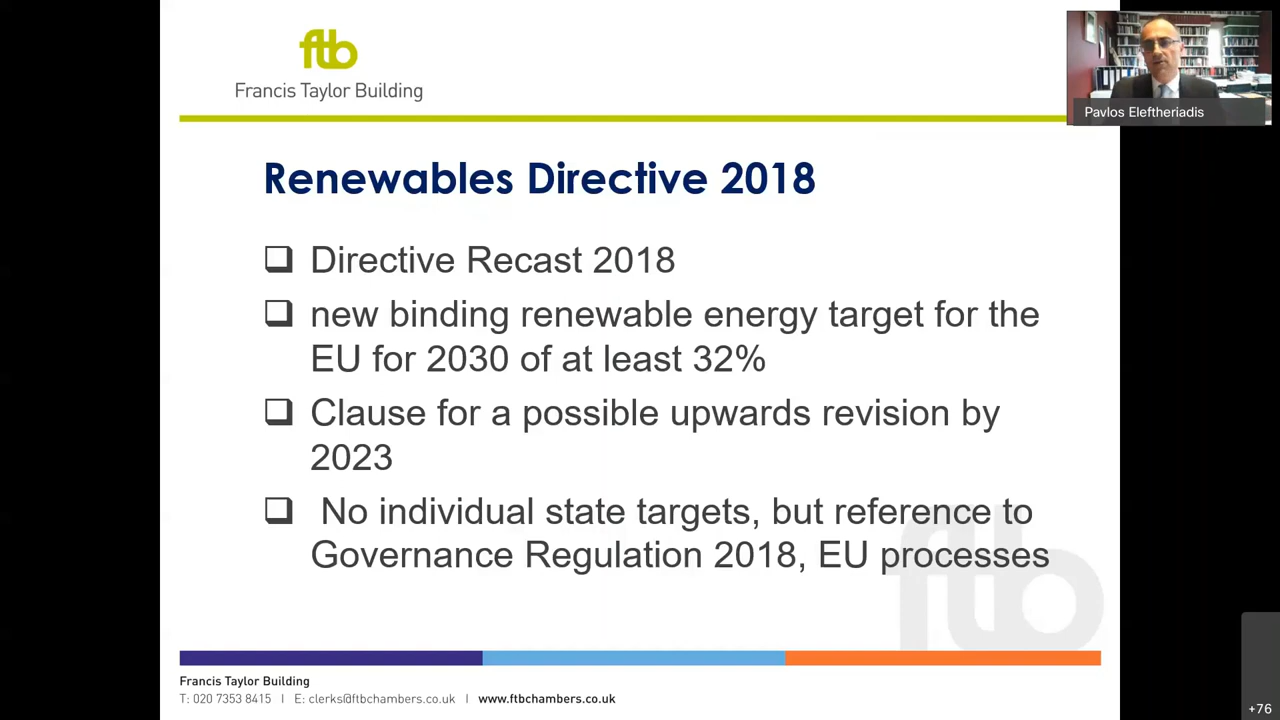 ftb
Francis Taylor Building
Pavlos Eleftheriadis
Renewables Directive 2018
❑ Directive Recast 2018
❑ new binding renewable energy target for the
EU for 2030 of at least 32%
❑ Clause for a possible upwards revision by
2023
❑ No individual state targets, but reference to
Governance Regulation 2018, EU processes
ftb
Francis Taylor Building
T: 020 7353 8415 | E: clerks@ftbchambers.co.uk | www.ftbchambers.co.uk
+76